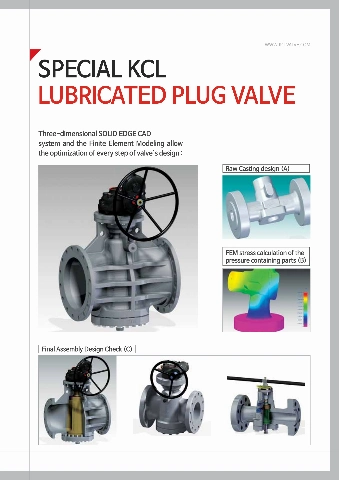 SPECIAL KCL
LUBRICATED PLUG VALVE
Three-dimensional SOLID EDGE CAD
system and the Finite Element Modeling allow
the optimization of every step of valve's design:
Raw Casting design (A)
FEM stress calculation of the
pressure containing parts (B)
Final Assembly Design Check (C)